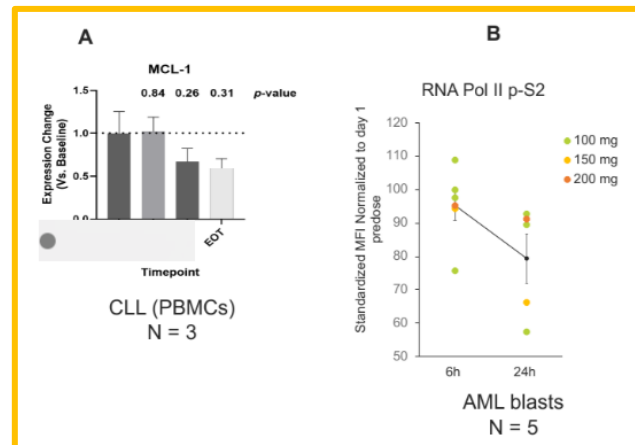 A
MCL-1
0.84 0.26 0.31 p-value
Expression Change
(Vs. Baseline)
1.5
1.0
0.5
0.0
EOT
Timepoint
CLL (PBMCs)
N = 3
B
RNA Pol II p-S2
Standardized MFI Normalized to day 1
predose
120
110
100
90
80
70
60
50
6h
24h
100 mg
150 mg
200 mg
AML blasts
N = 5